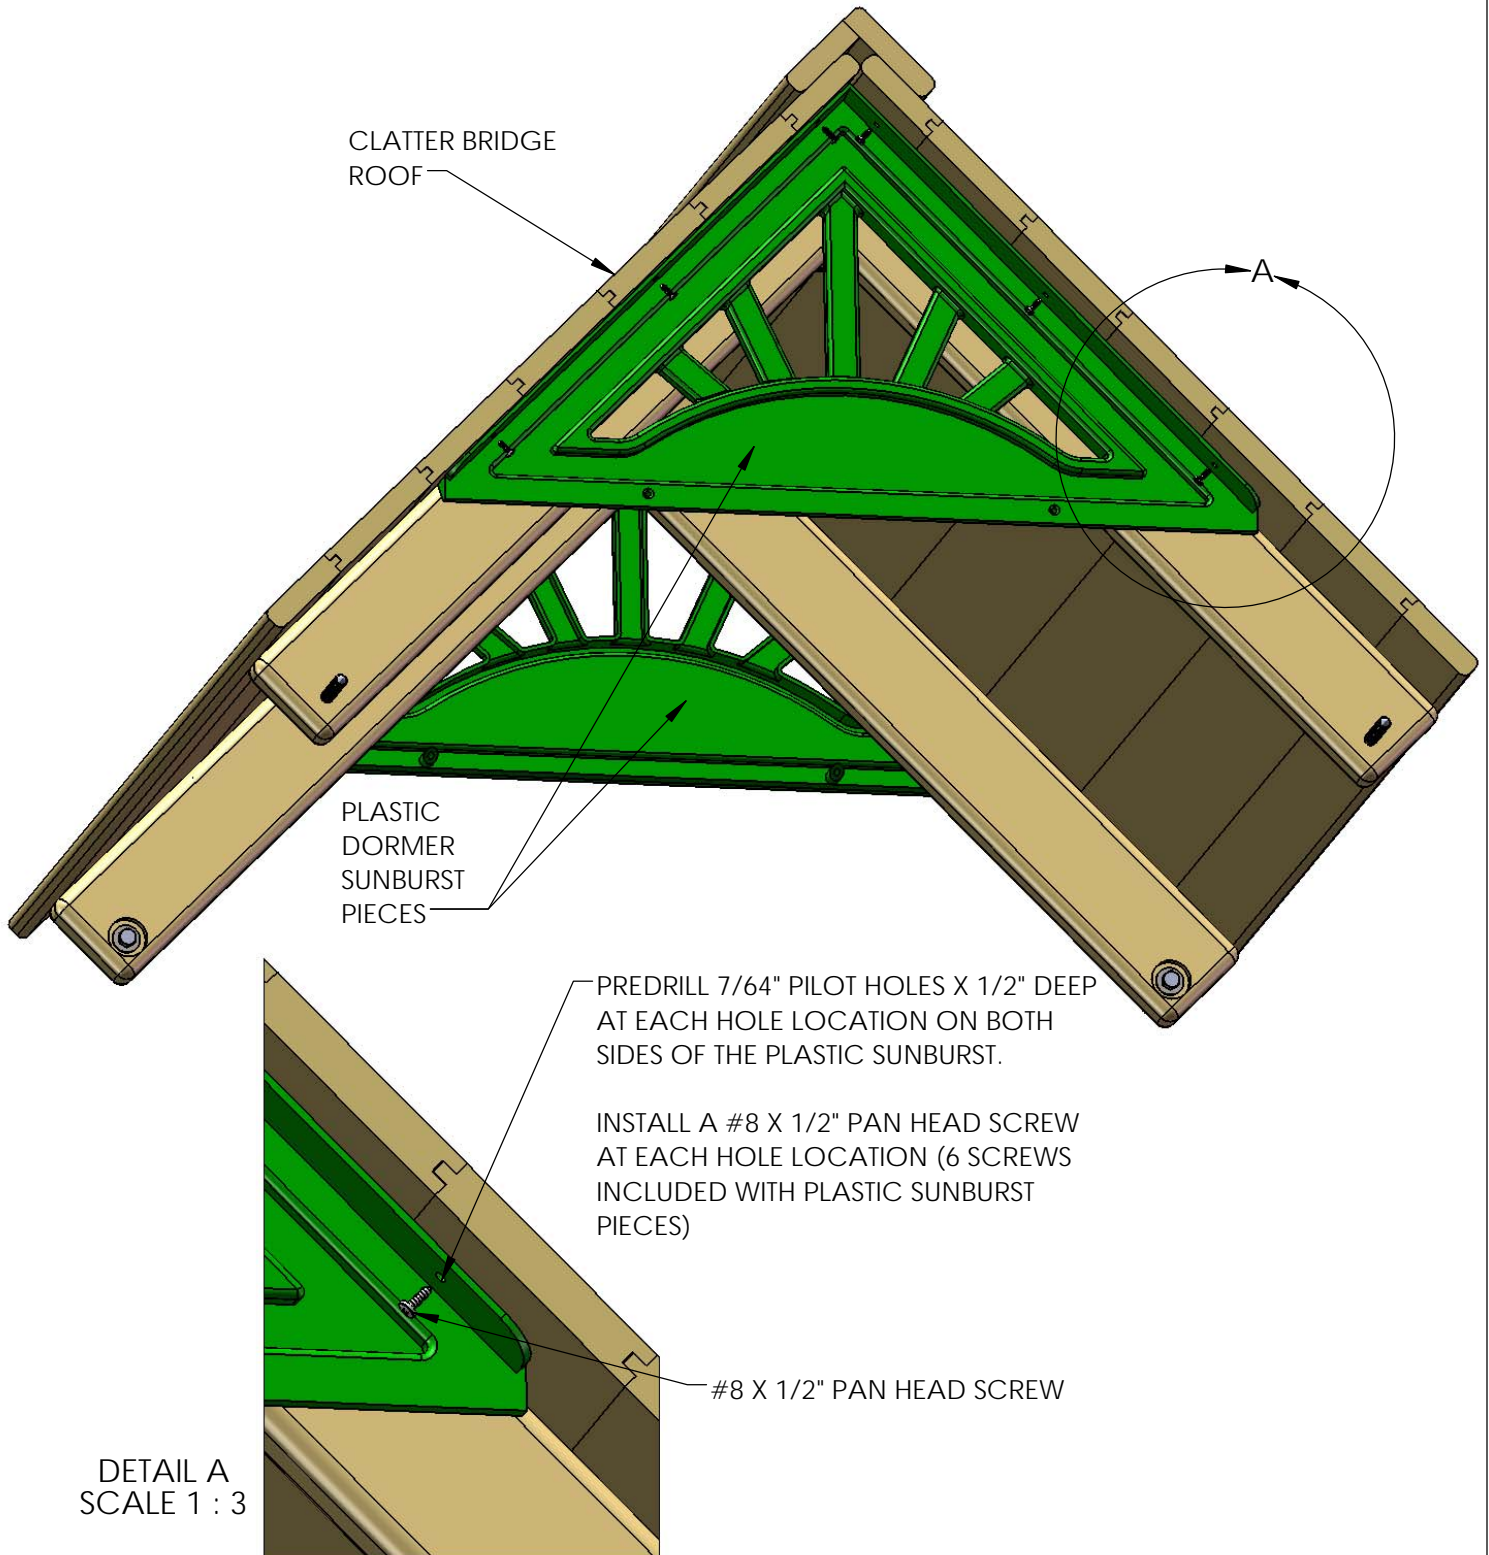 CLATTER BRIDGE
ROOF
A
PLASTIC
DORMER
SUNBURST
PIECES
PREDRILL 7/64" PILOT HOLES X 1/2" DEEP
AT EACH HOLE LOCATION ON BOTH
SIDES OF THE PLASTIC SUNBURST.
INSTALL A #8 X 1/2" PAN HEAD SCREW
AT EACH HOLE LOCATION (6 SCREWS
INCLUDED WITH PLASTIC SUNBURST
PIECES)
#8 X 1/2" PAN HEAD SCREW
DETAIL A
SCALE 1 : 3